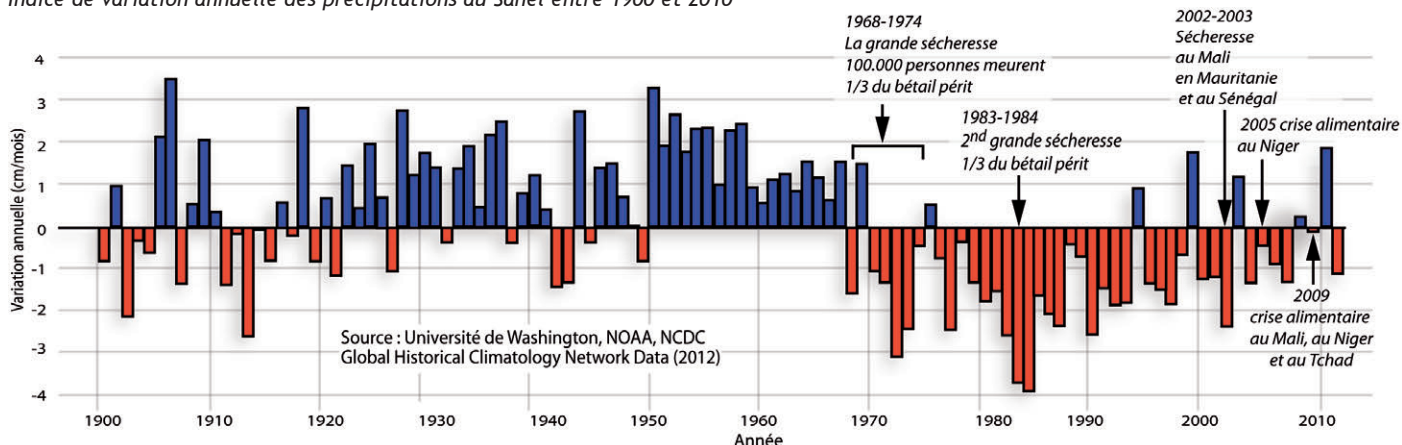 Indice de variation annuelle des précipitations au Sahel entre 1900 et 2010
1968-1974
La grande sécheresse
100.000 personnes meurent
1/3 du bétail périt
1983-1984
2nd grande sécheresse
1/3 du bétail périt
2002-2003
Sécheresse
au Mali
en Mauritanie
et au Sénégal
2005 crise alimentaire
au Niger
2009
crise alimentaire
au Mali, au Niger
et au Tchad
Variation annuelle (cm/mois)
4
3
2
1
0
-1
-2
-3
-4
Source : Université de Washington, NOAA, NCDC
Global Historical Climatology Network Data (2012)
1900 1910 1920 1930 1940 1950 1960 1970 1980 1990 2000 2010
Année